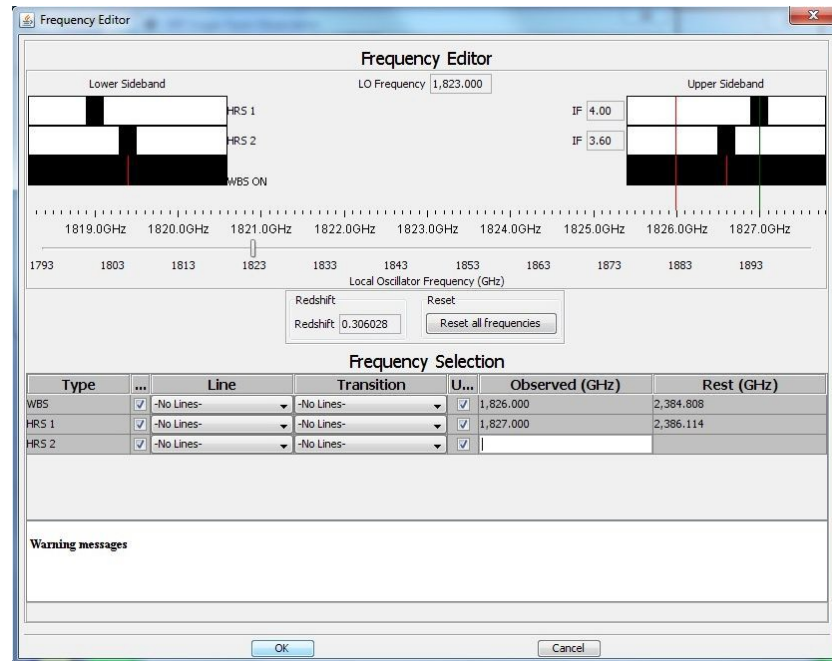 Frequency Editor
Frequency Editor
Lower Sideband
LO Frequency 1,823.000
Upper Sideband
HRS 1
IF 4.00
HRS 2
IF 3.60
WBS ON
1819.0GHz 1820.0GHz 1821.0GHz 1822.0GHz 1823.0GHz 1824.0GHz 1825.0GHz 1826.0GHz 1827.0GHz
1793 1803 1813 1823 1833 1843 1853 1863 1873 1883 1893
Local Oscillator Frequency (GHz)
Redshift Reset
Redshift 0.306028 Reset all frequencies
Frequency Selection
Type ... Line Transition U... Observed (GHz) Rest (GHz)
WBS -No Lines- -No Lines- 1,826.000 2,384.808
HRS 1 -No Lines- -No Lines- 1,827.000 2,386.114
HRS 2 -No Lines- -No Lines-
Warning messages
OK Cancel